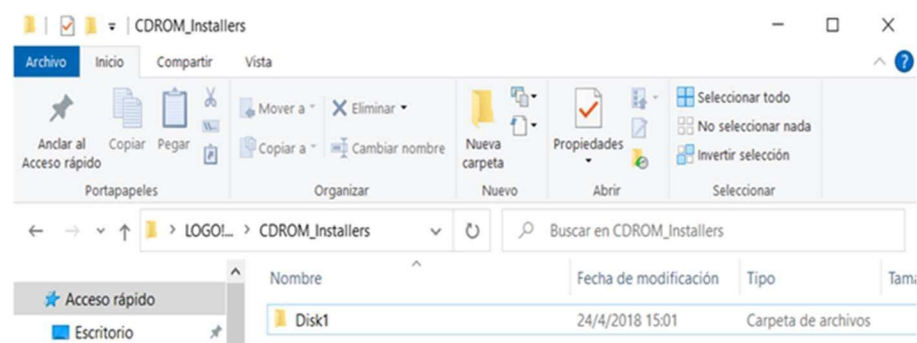 CDROM_Installers
Archivo Inicio Compartir Vista
Anclar al Acceso rápido
Copiar
Pegar
Portapapeles
Mover a
Copiar a
Eliminar
Cambiar nombre
Organizar
Nueva carpeta
Nuevo
Propiedades
Abrir
Seleccionar todo
No seleccionar nada
Invertir selección
Seleccionar
LOGO!... > CDROM_Installers
Buscar en CDROM_Installers
Nombre Fecha de modificación Tipo Tama
Acceso rápido
Escritorio
Disk1 24/4/2018 15:01 Carpeta de archivos